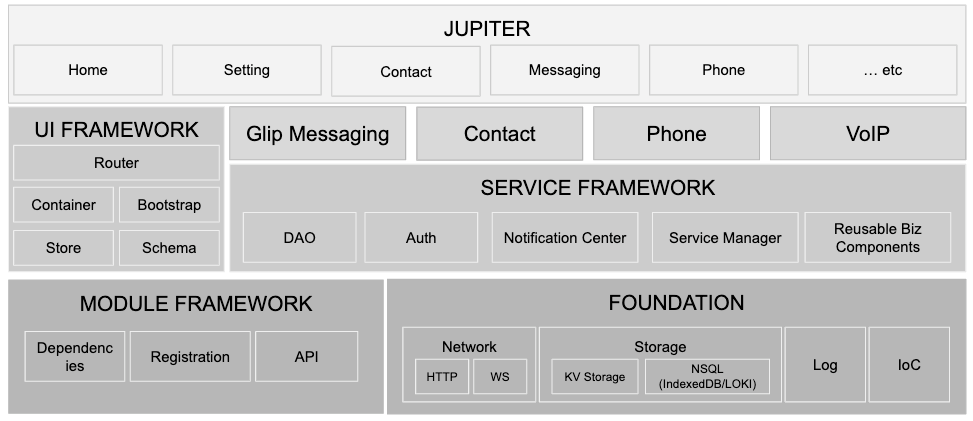 JUPITER
Home
Setting
Contact
Messaging
Phone
... etc
UI FRAMEWORK
Router
Container
Bootstrap
Store
Schema
Glip Messaging
Contact
Phone
VoIP
SERVICE FRAMEWORK
DAO
Auth
Notification Center
Service Manager
Reusable Biz
Components
MODULE FRAMEWORK
Dependenc
ies
Registration
API
FOUNDATION
Network
HTTP
WS
Storage
KV Storage
NSQL
(IndexedDB/LOKI)
Log
IoC